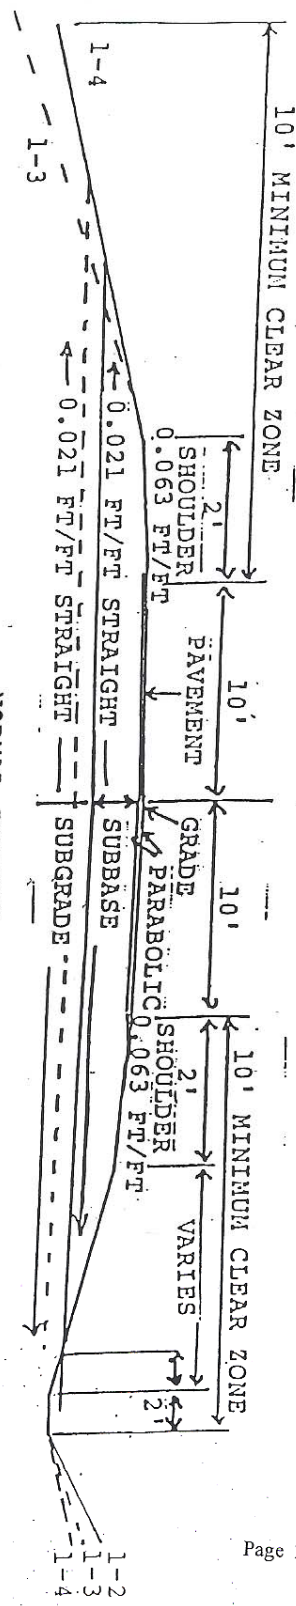 10' MINIMUM CLEAR ZONE
2'
SHOULDER
0.063 FT/FT
10'
PAVEMENT
GRADE
10'
PARABOLIC
10' MINIMUM CLEAR ZONE
2'
SHOULDER
0.063 FT/FT
VARIES
2'
1-4
1-3
0.021 FT/FT STRAIGHT
0.021 FT/FT STRAIGHT
SUBBASE
SUBGRADE
1-2
1-3
1-4
Page